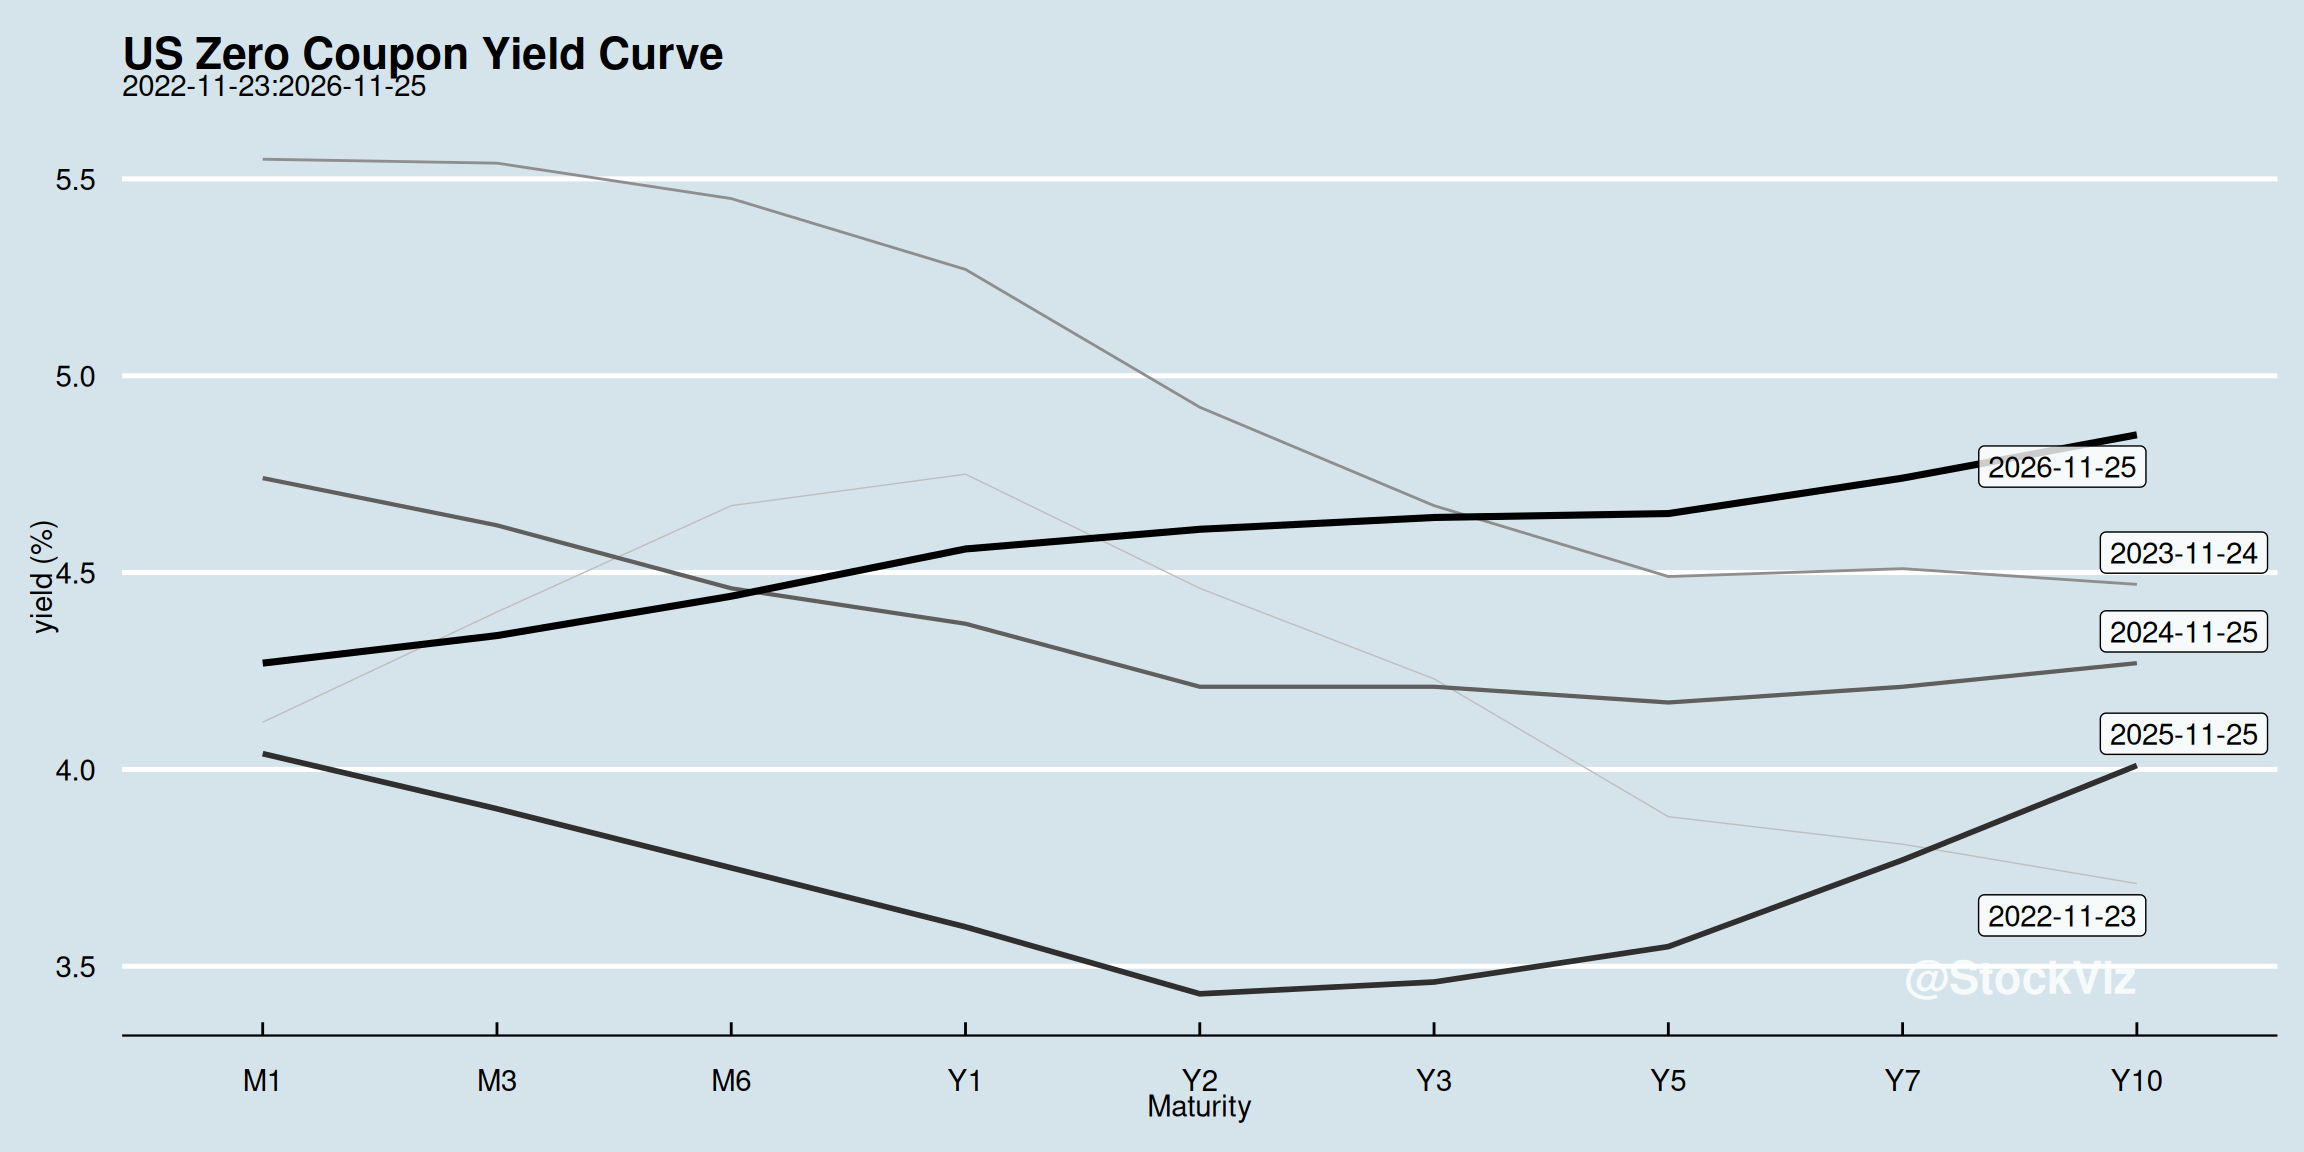 US Zero Coupon Yield Curve
2022-11-23:2026-11-25
5.5
5.0
4.5
4.0
3.5
yield (%)
2026-11-25
2023-11-24
2024-11-25
2025-11-25
2022-11-23
@StockViz
M1 M3 M6 Y1 Y2 Y3 Y5 Y7 Y10
Maturity